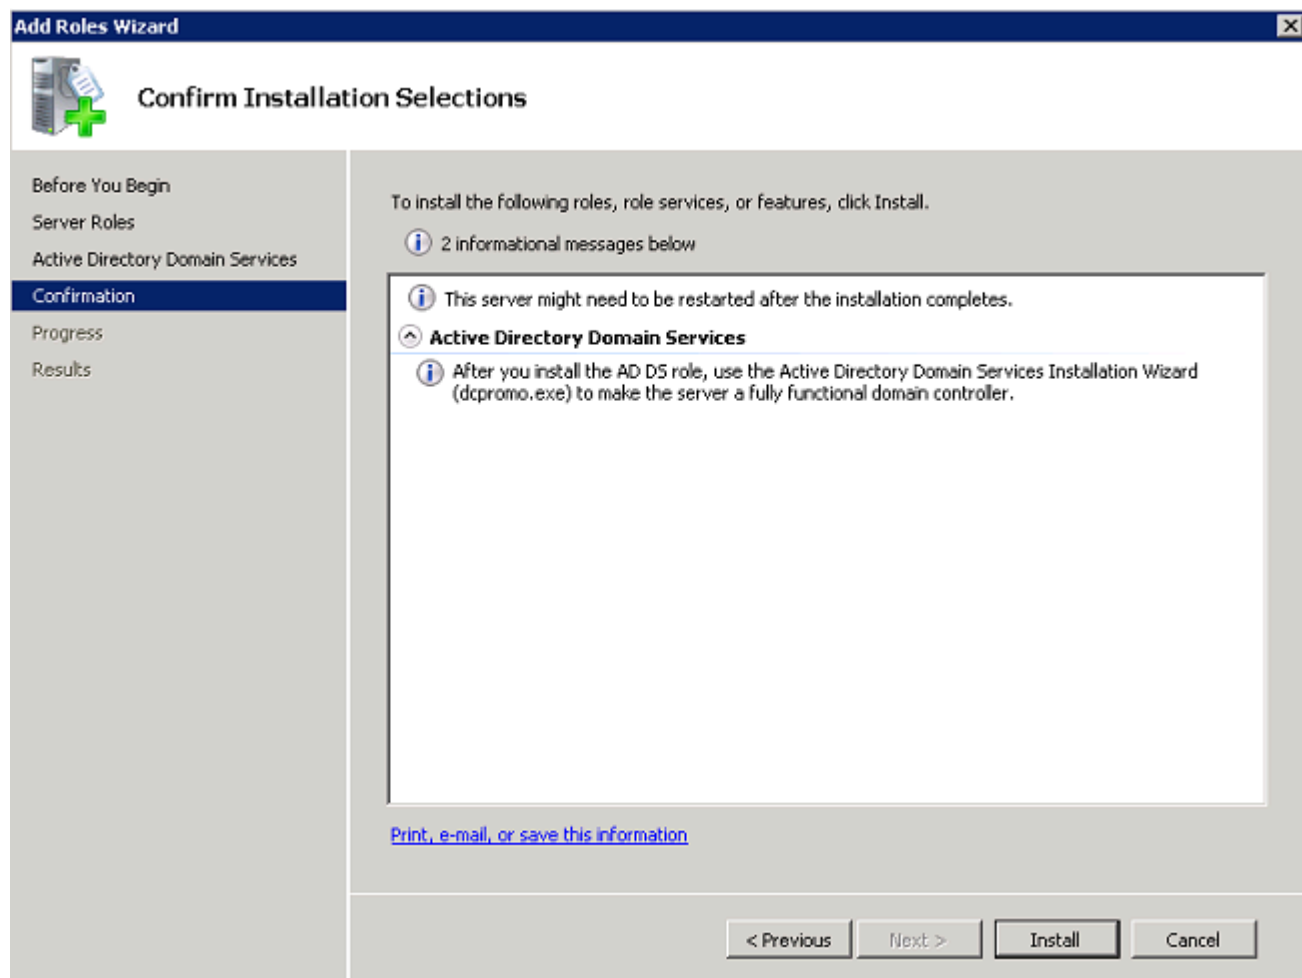 Add Roles Wizard
Confirm Installation Selections
Before You Begin
Server Roles
Active Directory Domain Services
Confirmation
Progress
Results
To install the following roles, role services, or features, click Install.
2 informational messages below
This server might need to be restarted after the installation completes.
Active Directory Domain Services
After you install the AD DS role, use the Active Directory Domain Services Installation Wizard
(dcpromo.exe) to make the server a fully functional domain controller.
Print, e-mail, or save this information
< Previous
Next >
Install
Cancel